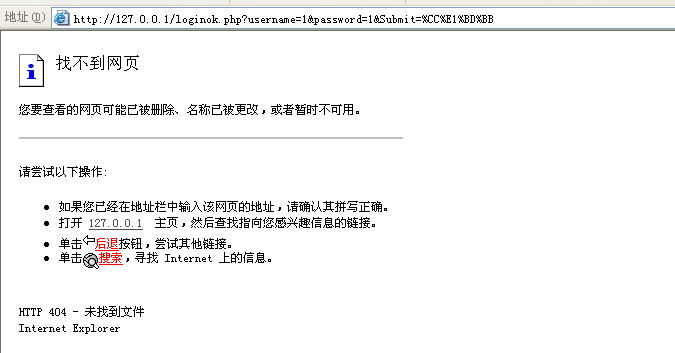 地址(D) http://127.0.0.1/loginok.php?username=1&password=1&Submit=%CC%E1%BD%BB
找不到网页
您要查看的网页可能已被删除、名称已被更改，或者暂时不可用。
请尝试以下操作:
如果您已经在地址栏中输入该网页的地址，请确认其拼写正确。
打开 127.0.0.1 主页，然后查找指向您感兴趣信息的链接。
单击后退按钮，尝试其他链接。
单击搜索，寻找 Internet 上的信息。
HTTP 404 - 未找到文件
Internet Explorer